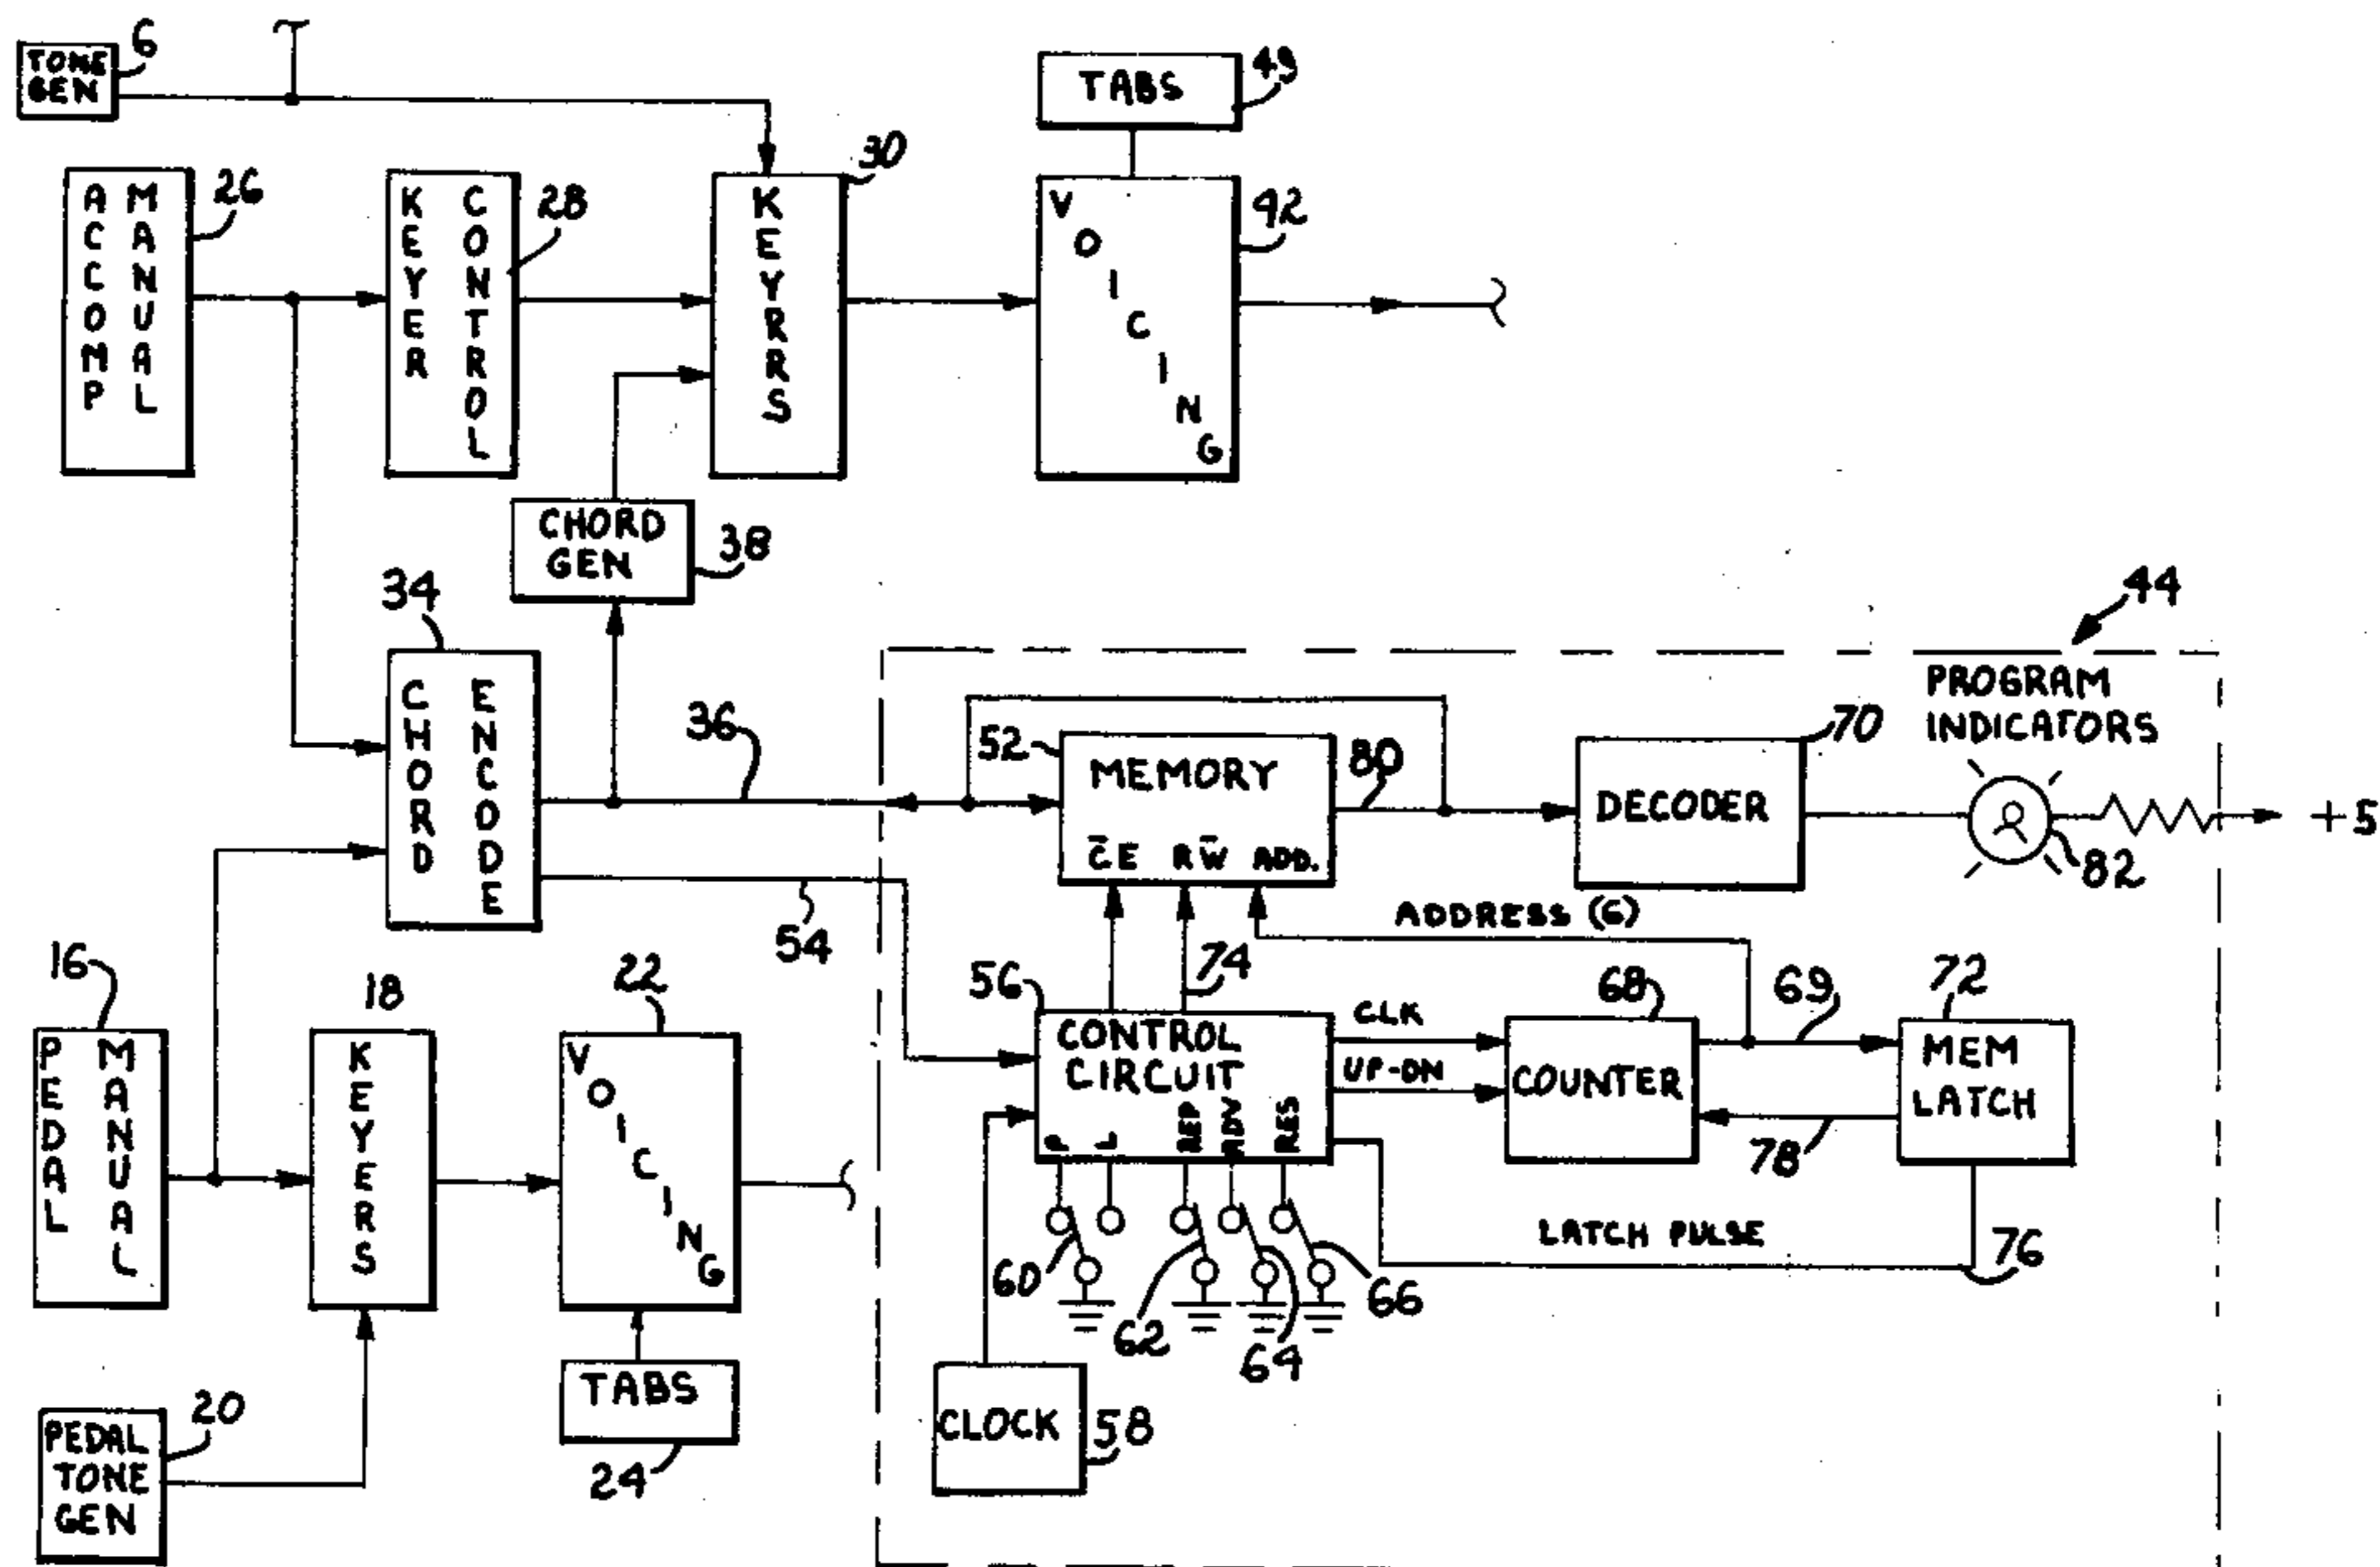 TONE
GEN
6
ACCOMP
MANUAL
26
KEYER
CONTROL
28
KEYRS
30
TABS
49
VOICING
42
CHORD
GEN
38
34
CHORD
ENCODE
36
54
44
PROGRAM
INDICATORS
52
MEMORY
C̅E RW̅ ADD.
80
DECODER
70
82
+5
ADDRESS (6)
74
56
CONTROL
CIRCUIT
P
L
REP
ADV
RES
CLK
UP-DN
68
COUNTER
69
72
MEM
LATCH
78
LATCH PULSE
76
60
62
64
66
CLOCK
58
16
PEDAL
MANUAL
18
KEYERS
22
VOICING
TABS
24
PEDAL
TONE
GEN
20